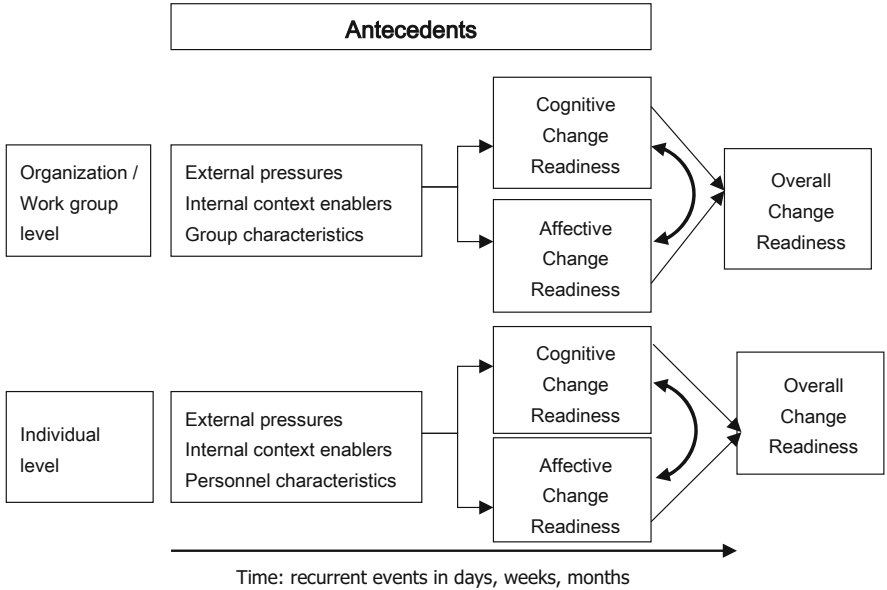 Antecedents
Organization /
Work group
level
External pressures
Internal context enablers
Group characteristics
Cognitive
Change
Readiness
Affective
Change
Readiness
Overall
Change
Readiness
Individual
level
External pressures
Internal context enablers
Personnel characteristics
Cognitive
Change
Readiness
Affective
Change
Readiness
Overall
Change
Readiness
Time: recurrent events in days, weeks, months